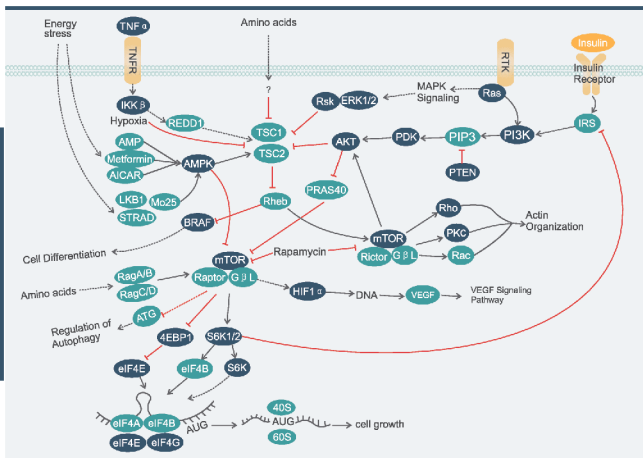 Energy
stress
TNF α
TNFR
Amino acids
RTK
Insulin
Insulin
Receptor
?
IKK β
Hypoxia
REDD1
TSC1
TSC2
Rsk
ERK1/2
MAPK
Signaling
Ras
IRS
AKT
PDK
PIP3
PI3K
PTEN
AMP
Metformin
AICAR
AMPK
LKB1
Mo25
STRAD
PRAS40
Rheb
BRAF
Cell Differentiation
Rho
PKc
Rac
Actin
Organization
mTOR
Rictor
GβL
Rapamycin
mTOR
Raptor
GβL
RagA/B
RagC/D
Amino acids
HIF1 α
DNA
VEGF
VEGF Signaling
Pathway
ATG
Regulation of
Autophagy
4EBP1
S6K1/2
eIF4E
eIF4B
S6K
eIF4A
eIF4B
eIF4E
eIF4G
AUG
40S
AUG
60S
cell growth